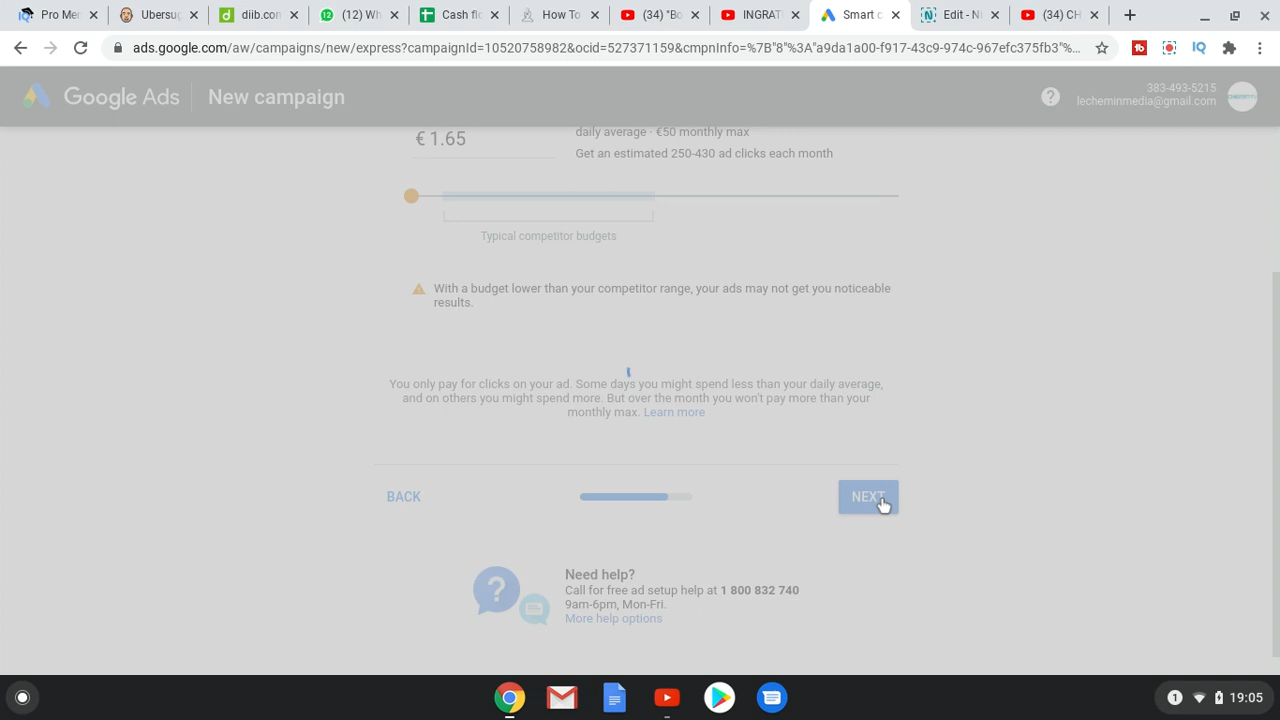 Pro Mem
Ubersug
diib.com
(12) Wh
Cash flo
How To
(34) "Bo
INGRAT
Smart c
Edit - Ni
(34) CH
ads.google.com/aw/campaigns/new/express?campaignId=10520758982&ocid=527371159&cmpnInfo=%7B"8"%3A"a9da1a00-f917-43c9-974c-967efc375fb3"%...
Google Ads
New campaign
383-493-5215
lecheminmedia@gmail.com
€ 1.65
daily average · €50 monthly max
Get an estimated 250-430 ad clicks each month
Typical competitor budgets
With a budget lower than your competitor range, your ads may not get you noticeable
results.
You only pay for clicks on your ad. Some days you might spend less than your daily average,
and on others you might spend more. But over the month you won't pay more than your
monthly max. Learn more
BACK
NEXT
Need help?
Call for free ad setup help at 1 800 832 740
9am-6pm, Mon-Fri.
More help options
1
19:05